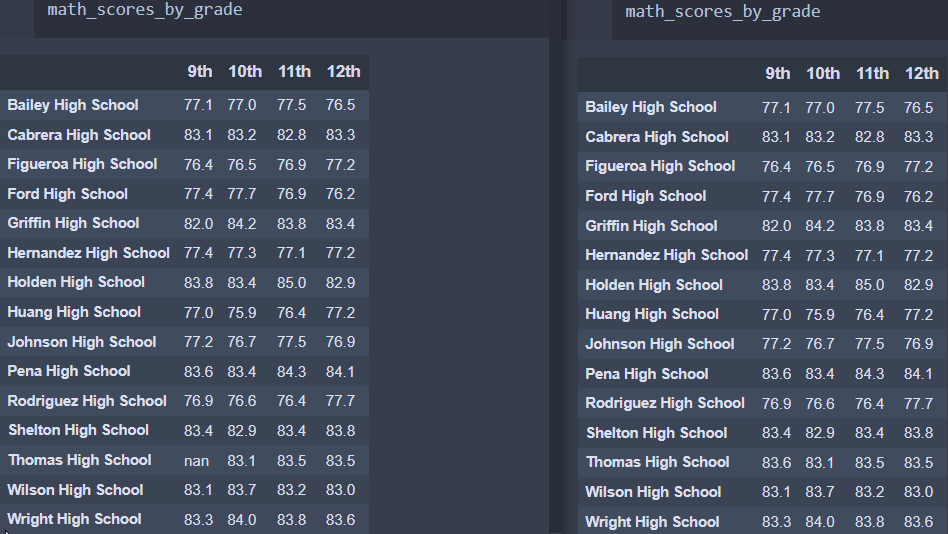 math_scores_by_grade
9th 10th 11th 12th
Bailey High School 77.1 77.0 77.5 76.5
Cabrera High School 83.1 83.2 82.8 83.3
Figueroa High School 76.4 76.5 76.9 77.2
Ford High School 77.4 77.7 76.9 76.2
Griffin High School 82.0 84.2 83.8 83.4
Hernandez High School 77.4 77.3 77.1 77.2
Holden High School 83.8 83.4 85.0 82.9
Huang High School 77.0 75.9 76.4 77.2
Johnson High School 77.2 76.7 77.5 76.9
Pena High School 83.6 83.4 84.3 84.1
Rodriguez High School 76.9 76.6 76.4 77.7
Shelton High School 83.4 82.9 83.4 83.8
Thomas High School nan 83.1 83.5 83.5
Wilson High School 83.1 83.7 83.2 83.0
Wright High School 83.3 84.0 83.8 83.6
math_scores_by_grade
9th 10th 11th 12th
Bailey High School 77.1 77.0 77.5 76.5
Cabrera High School 83.1 83.2 82.8 83.3
Figueroa High School 76.4 76.5 76.9 77.2
Ford High School 77.4 77.7 76.9 76.2
Griffin High School 82.0 84.2 83.8 83.4
Hernandez High School 77.4 77.3 77.1 77.2
Holden High School 83.8 83.4 85.0 82.9
Huang High School 77.0 75.9 76.4 77.2
Johnson High School 77.2 76.7 77.5 76.9
Pena High School 83.6 83.4 84.3 84.1
Rodriguez High School 76.9 76.6 76.4 77.7
Shelton High School 83.4 82.9 83.4 83.8
Thomas High School 83.6 83.1 83.5 83.5
Wilson High School 83.1 83.7 83.2 83.0
Wright High School 83.3 84.0 83.8 83.6